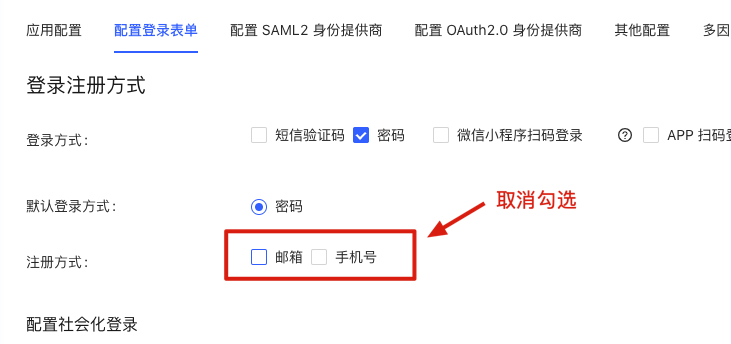 应用配置 配置登录表单 配置 SAML2 身份提供商 配置 OAuth2.0 身份提供商 其他配置 多因
登录注册方式
登录方式： 短信验证码 密码 微信小程序扫码登录 ? APP 扫码
取消勾选
默认登录方式： 密码
注册方式： 邮箱 手机号
配置社会化登录